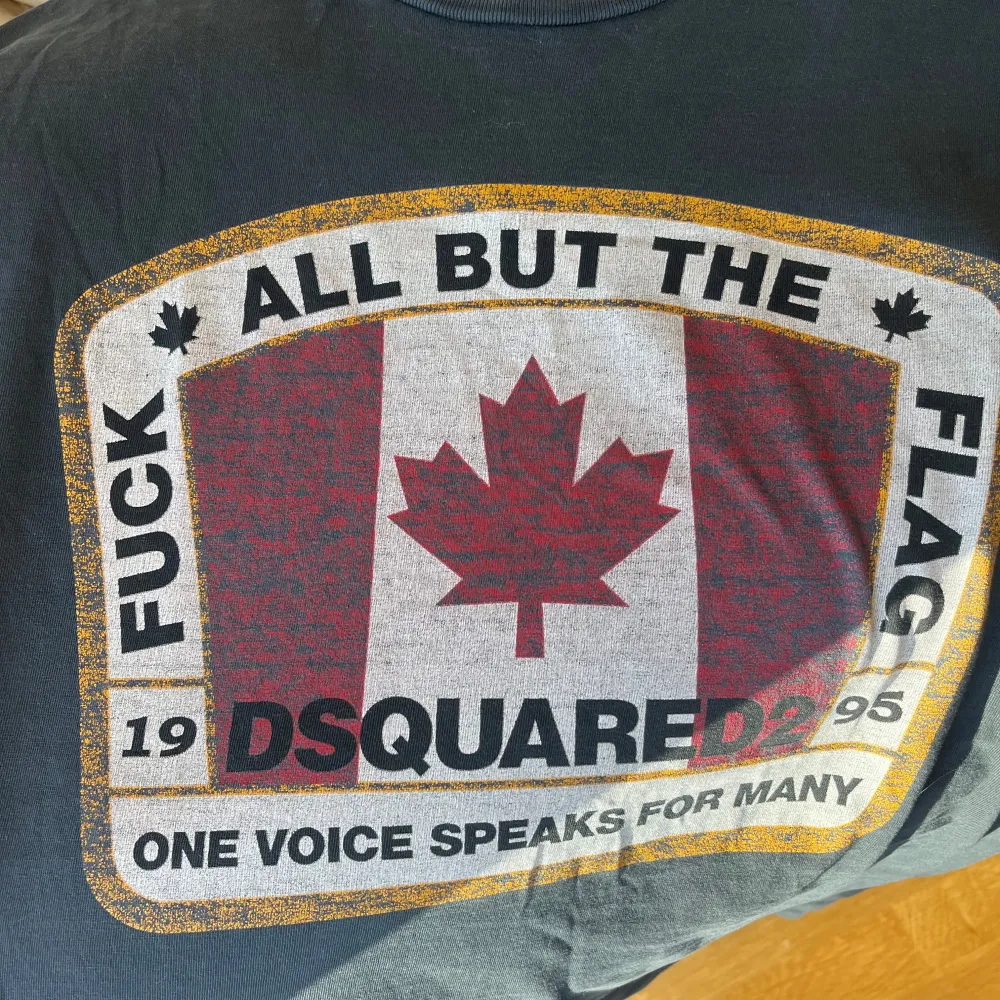 FUCK
ALL BUT THE
FLAG
19
DSQUARED2
95
ONE VOICE SPEAKS FOR MANY